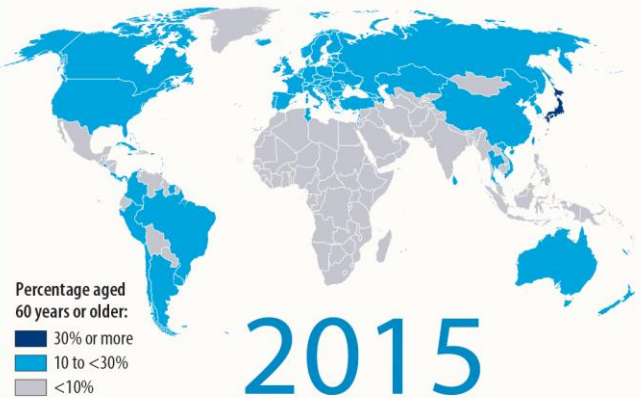 Percentage aged
60 years or older:
30% or more
10 to <30%
<10%
2015